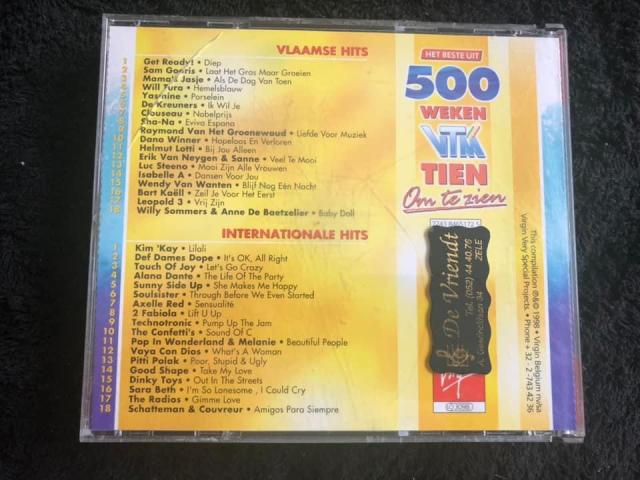 VLAAMSE HITS
1 Get Ready! • Diep
2 Sam Gooris • Laat Het Gras Maar Groeien
3 Mama's Jasje • Als De Dag Van Toen
4 Will Tura • Hemelsblauw
5 Yasmine • Porselein
6 De Kreuners • Ik Wil Je
7 Clouseau • Nobelprijs
8 Sha-Na • Eviva Espana
9 Raymond Van Het Groenewoud • Liefde Voor Muziek
10 Dana Winner • Hopeloos En Verloren
11 Helmut Lotti • Bij Jou Alleen
12 Erik Van Neygen & Sanne • Veel Te Mooi
13 Luc Steeno • Mooi Zijn Alle Vrouwen
14 Isabelle A • Dansen Voor Jou
15 Wendy Van Wanten • Blijf Nog Eén Nacht
16 Bart Kaëll • Zeil Je Voor Het Eerst
17 Leopold 3 • Vrij Zijn
18 Willy Sommers & Anne De Baetzelier • Baby Doll
INTERNATIONALE HITS
1 Kim 'Kay • Lilali
2 Def Dames Dope • It's OK, All Right
3 Touch Of Joy • Let's Go Crazy
4 Alana Dante • The Life Of The Party
5 Sunny Side Up • She Makes Me Happy
6 Soulsister • Through Before We Even Started
7 Axelle Red • Sensualité
8 2 Fabiola • Lift U Up
9 Technotronic • Pump Up The Jam
10 The Confetti's • Sound Of C
11 Pop In Wonderland & Melanie • Beautiful People
12 Vaya Con Dios • What's A Woman
13 Pitti Polak • Poor, Stupid & Ugly
14 Good Shape • Take My Love
15 Dinky Toys • Out In The Streets
16 Sara Beth • I'm So Lonesome , I Could Cry
17 The Radios • Gimme Love
18 Schatteman & Couvreur • Amigos Para Siempre
HET BESTE UIT
500
WEKEN
VTM
TIEN
Om te zien
De Vriendt
Tel. (052) 44.40.76
ZELE
Virgin
This compilation ℗&© 1998 • Virgin Belgium nv/sa
Virgin Very Special Projects. • Phone + 32 - 2 -743 42 36